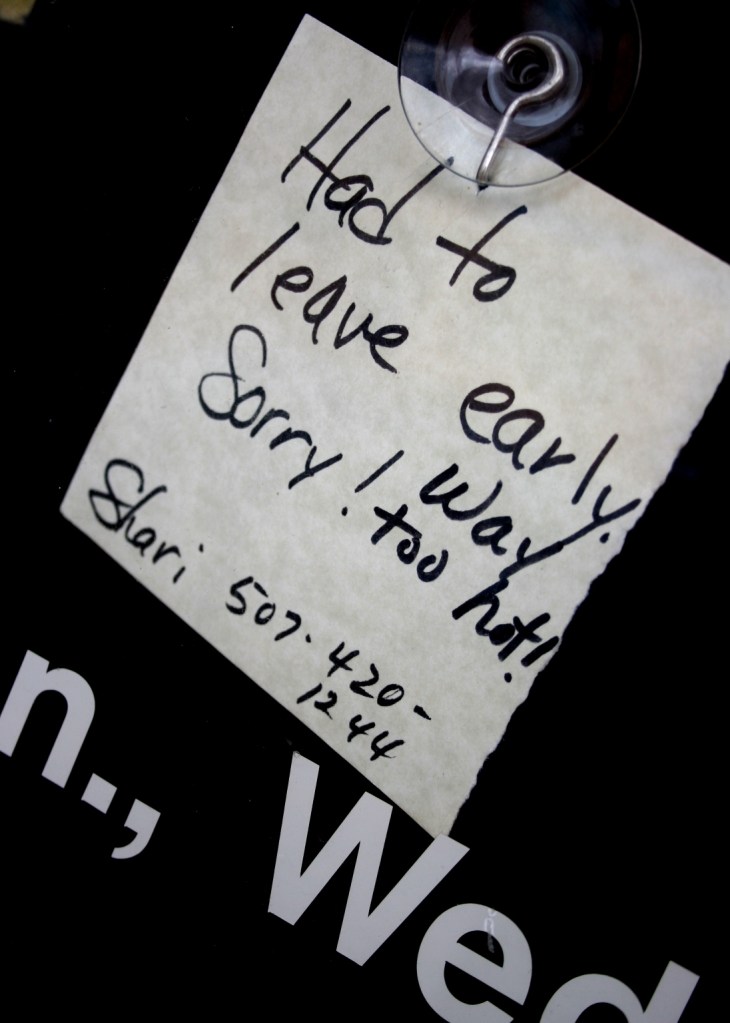 Had to
leave early.
Sorry! Way
too hot!
Shari 507-420-
1244
n., Wed